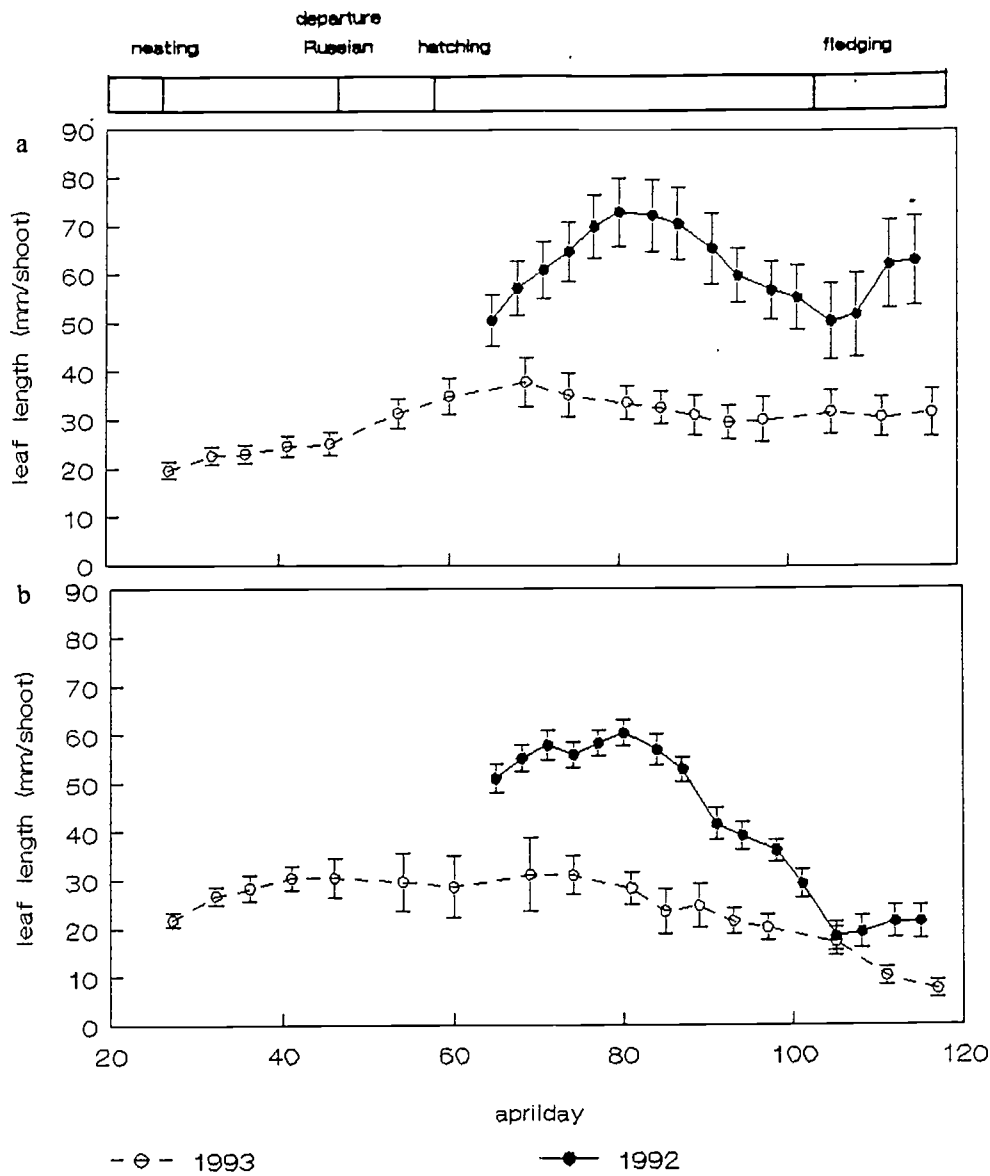 departure
nesting Russian hatching fledging
a
90
80
70
60
50
40
30
20
10
0
leaf length (mm/shoot)
b
90
80
70
60
50
40
30
20
10
0
leaf length (mm/shoot)
20 40 60 80 100 120
aprilday
1993 1992